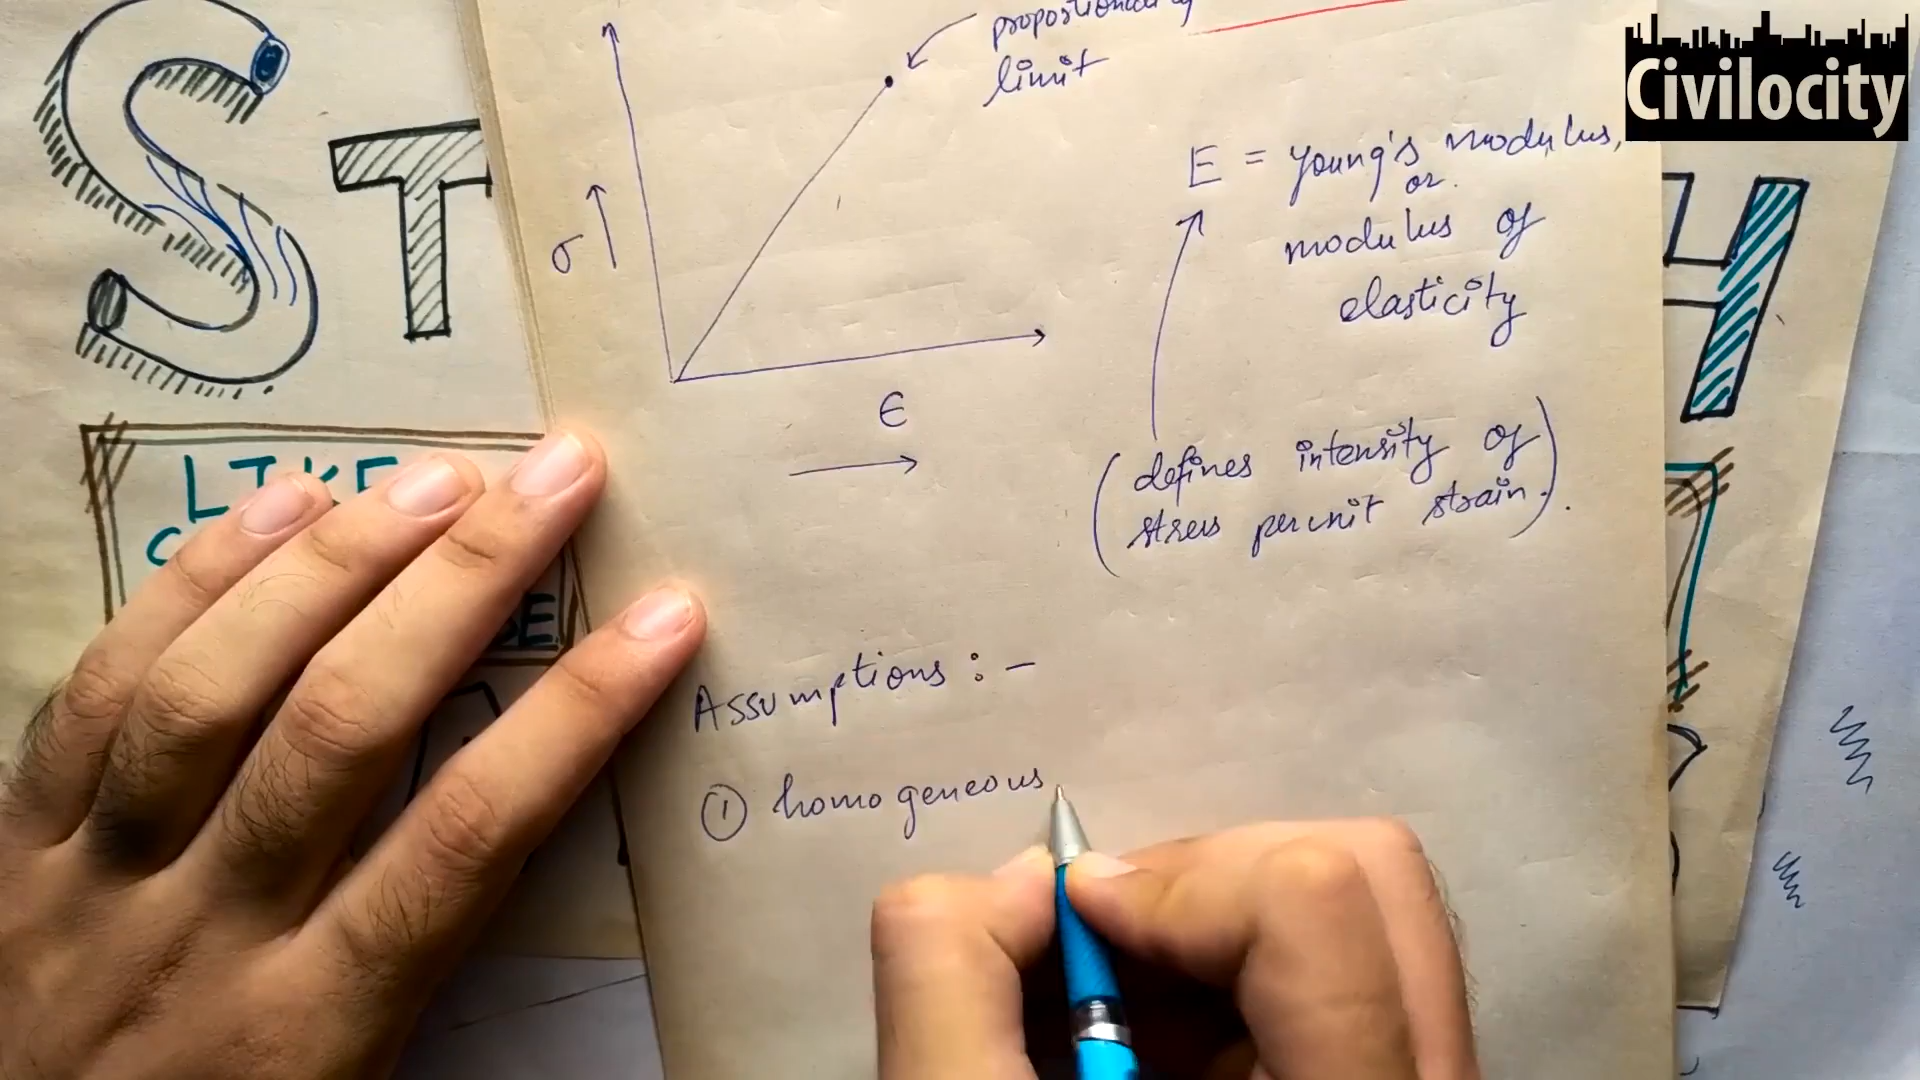 proportionality
limit
Civilocity
E = young's modulus,
or
modulus of
elasticity
σ
ϵ
(defines intensity of
stress per unit strain).
LIKE
Assumptions :-
① homogeneous